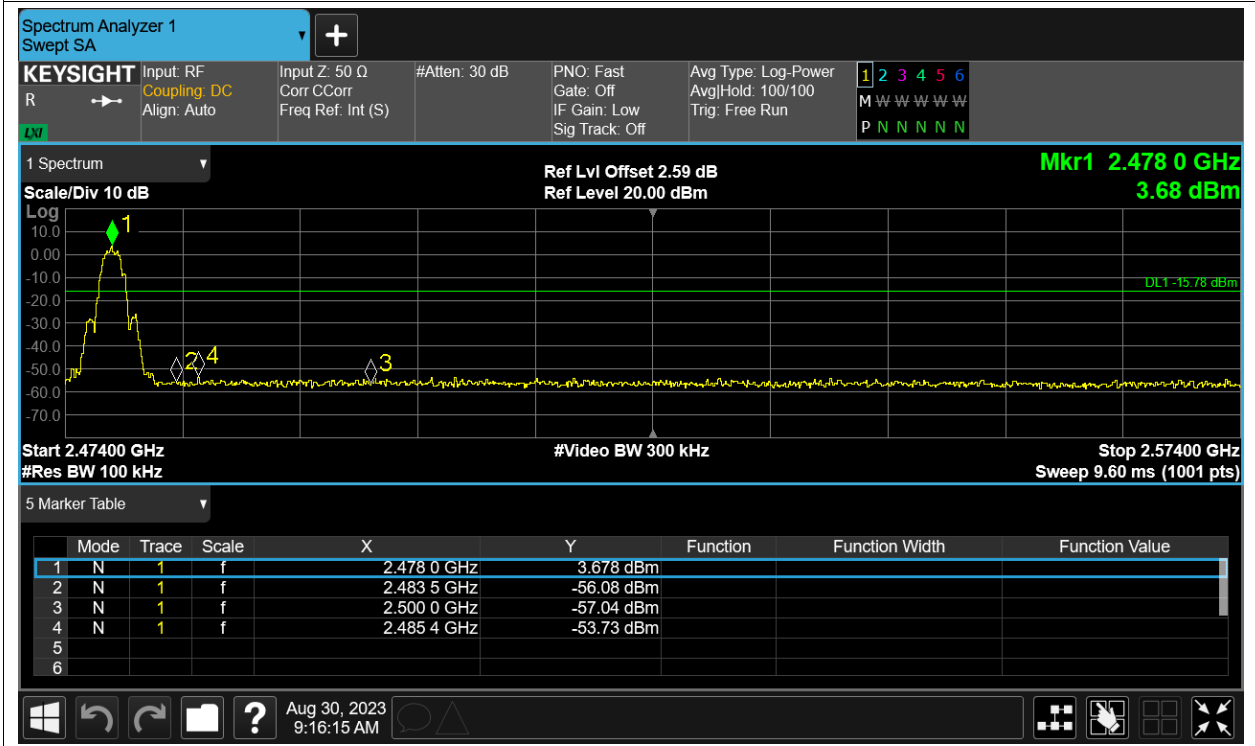 Spectrum Analyzer 1
Swept SA
KEYSIGHT Input: RF Input Z: 50 Ω #Atten: 30 dB PNO: Fast Avg Type: Log-Power 1 2 3 4 5 6
R Coupling: DC Corr CCorr Gate: Off Avg|Hold: 100/100 M W W W W W W
Align: Auto Freq Ref: Int (S) IF Gain: Low Trig: Free Run
LXI Sig Track: Off P N N N N N N
1 Spectrum Ref Lvl Offset 2.59 dB Mkr1 2.478 0 GHz
Scale/Div 10 dB Ref Level 20.00 dBm 3.68 dBm
Log
1
10.0
0.00
-10.0
DL1 -15.78 dBm
-20.0
-30.0
-40.0
2 4 3
-50.0
-60.0
-70.0
Start 2.47400 GHz #Video BW 300 kHz Stop 2.57400 GHz
#Res BW 100 kHz Sweep 9.60 ms (1001 pts)
5 Marker Table
Mode Trace Scale X Y Function Function Width Function Value
1 N 1 f 2.478 0 GHz 3.678 dBm
2 N 1 f 2.483 5 GHz -56.08 dBm
3 N 1 f 2.500 0 GHz -57.04 dBm
4 N 1 f 2.485 4 GHz -53.73 dBm
5
6
? Aug 30, 2023
9:16:15 AM